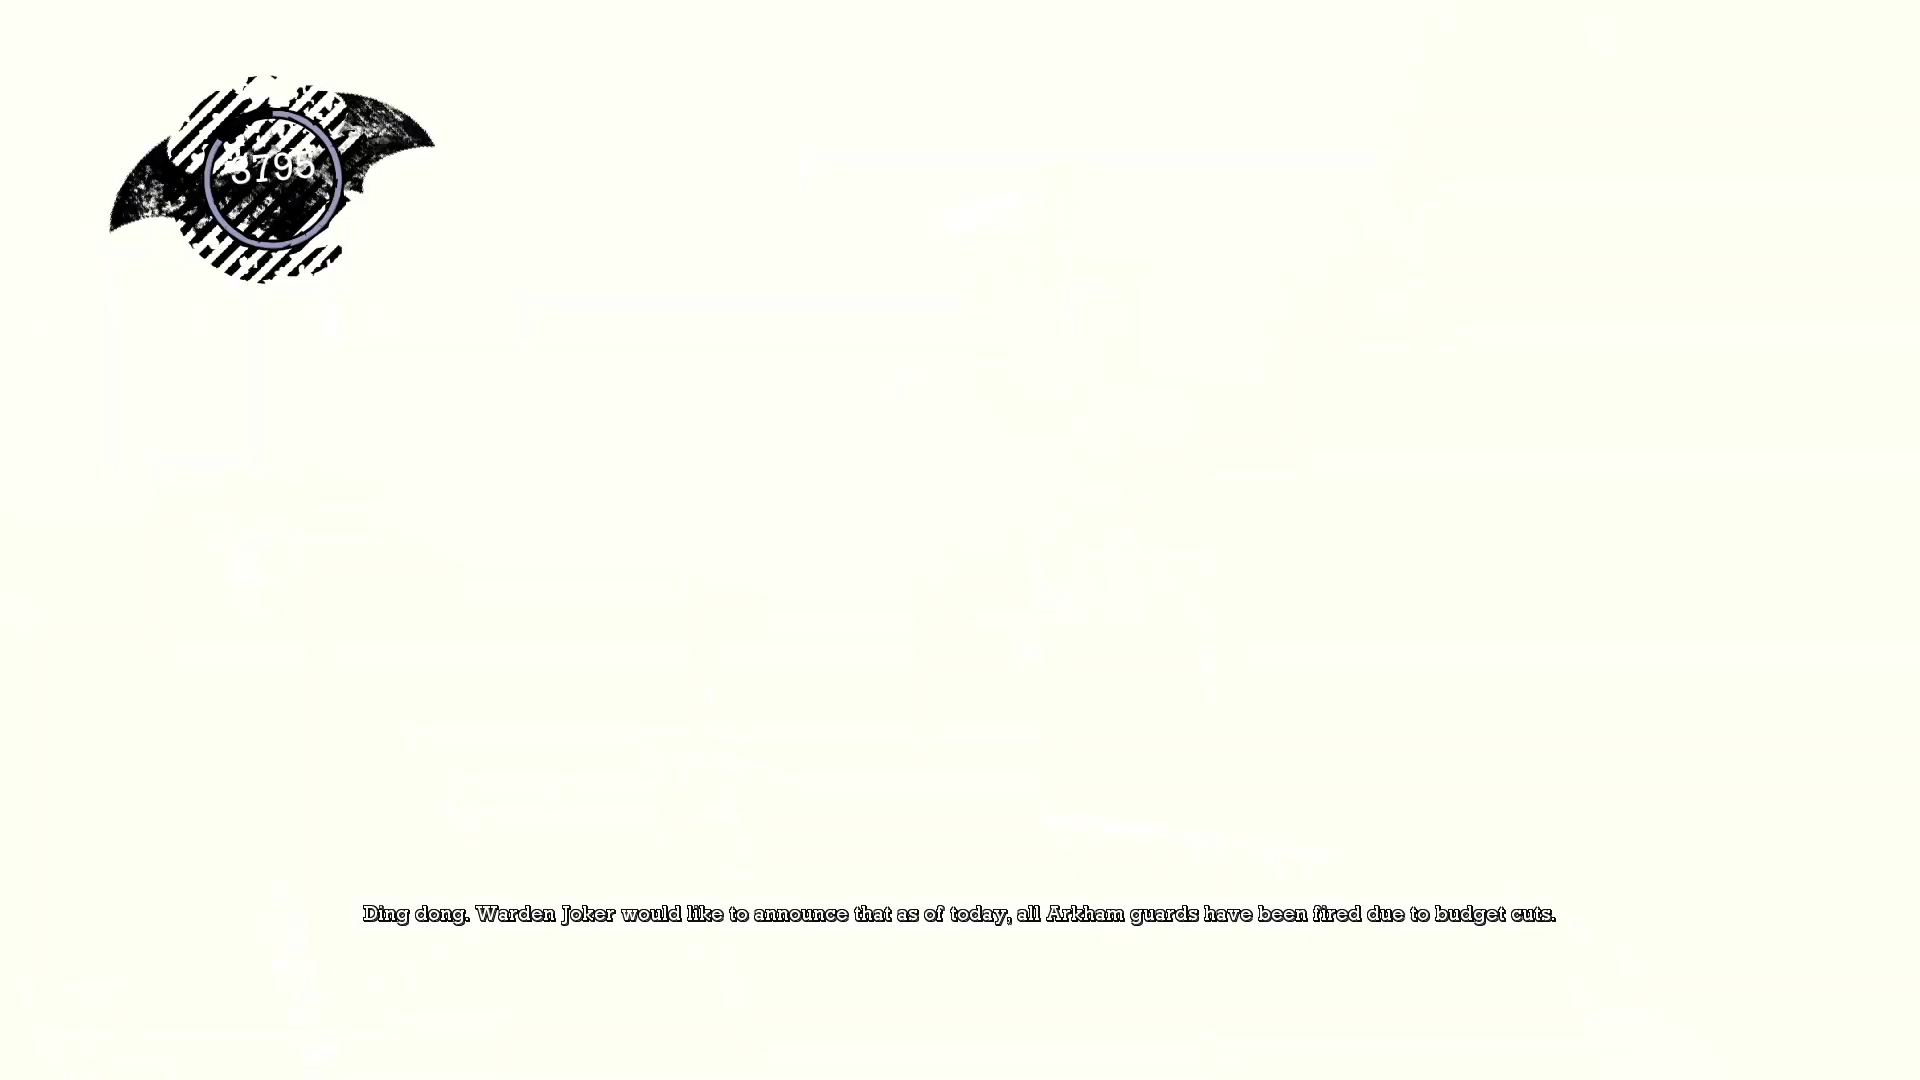 3795
Ding dong. Warden Joker would like to announce that as of today, all Arkham guards have been fired due to budget cuts.